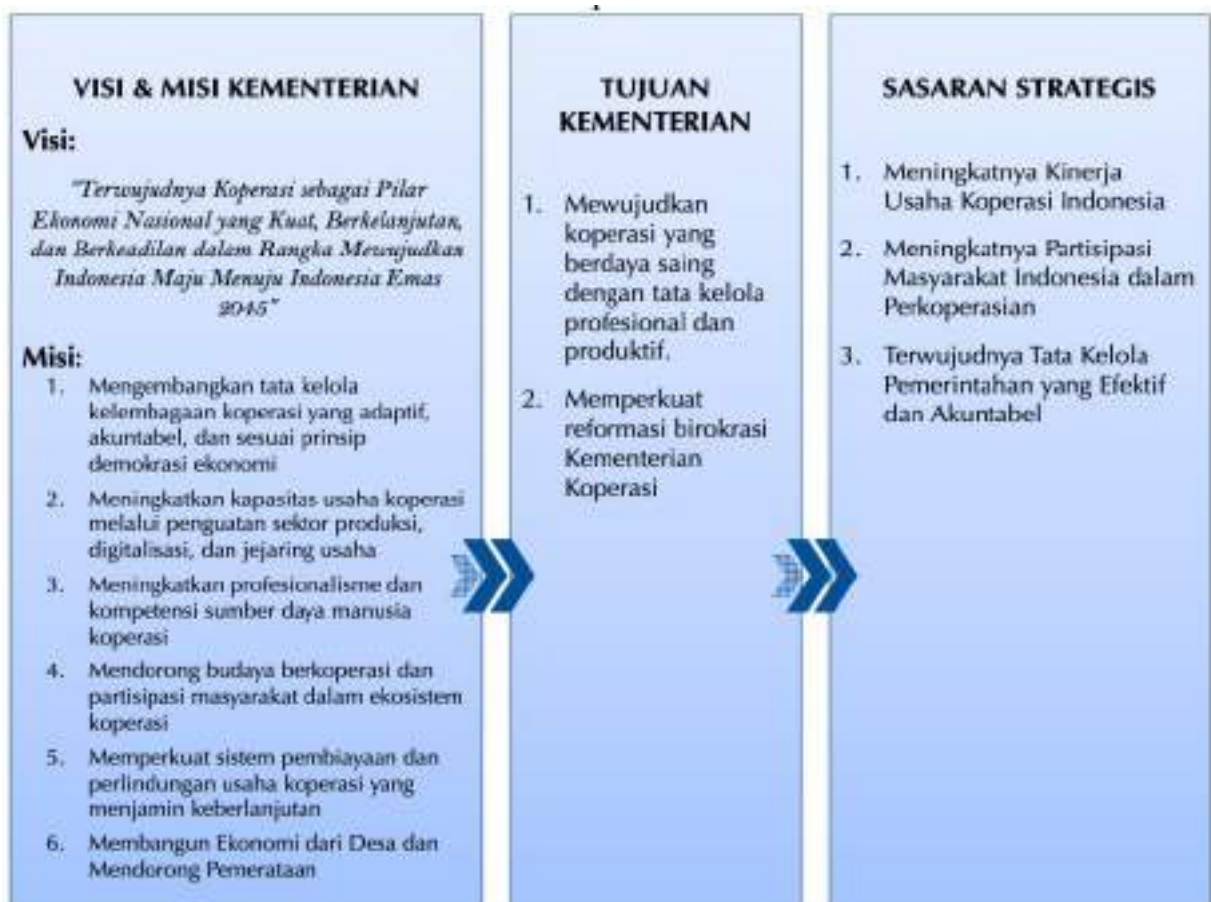 VISI & MISI KEMENTERIAN
Visi:
"Terwujudnya Koperasi sebagai Pilar
Ekonomi Nasional yang Kuat, Berkelanjutan,
dan Berkeadilan dalam Rangka Mewujudkan
Indonesia Maju Menuju Indonesia Emas
2045"
Misi:
1. Mengembangkan tata kelola
kelembagaan koperasi yang adaptif,
akuntabel, dan sesuai prinsip
demokrasi ekonomi
2. Meningkatkan kapasitas usaha koperasi
melalui penguatan sektor produksi,
digitalisasi, dan jejaring usaha
3. Meningkatkan profesionalisme dan
kompetensi sumber daya manusia
koperasi
4. Mendorong budaya berkoperasi dan
partisipasi masyarakat dalam ekosistem
koperasi
5. Memperkuat sistem pembiayaan dan
perlindungan usaha koperasi yang
menjamin keberlanjutan
6. Membangun Ekonomi dari Desa dan
Mendorong Pemerataan
TUJUAN
KEMENTERIAN
1. Mewujudkan
koperasi yang
berdaya saing
dengan tata kelola
profesional dan
produktif.
2. Memperkuat
reformasi birokrasi
Kementerian
Koperasi
SASARAN STRATEGIS
1. Meningkatnya Kinerja
Usaha Koperasi Indonesia
2. Meningkatnya Partisipasi
Masyarakat Indonesia dalam
Perkoperasian
3. Terwujudnya Tata Kelola
Pemerintahan yang Efektif
dan Akuntabel